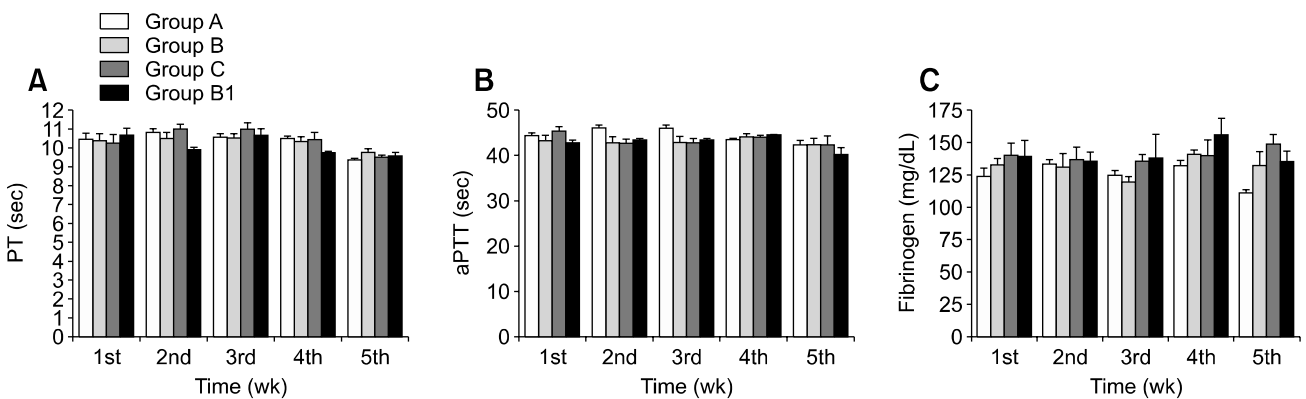 Group A
Group B
Group C
Group B1
A
12
11
10
9
8
7
6
5
4
3
2
1
0
PT (sec)
1st 2nd 3rd 4th 5th
Time (wk)
B
50
40
30
20
10
0
aPTT (sec)
1st 2nd 3rd 4th 5th
Time (wk)
C
175
150
125
100
75
50
25
0
Fibrinogen (mg/dL)
1st 2nd 3rd 4th 5th
Time (wk)